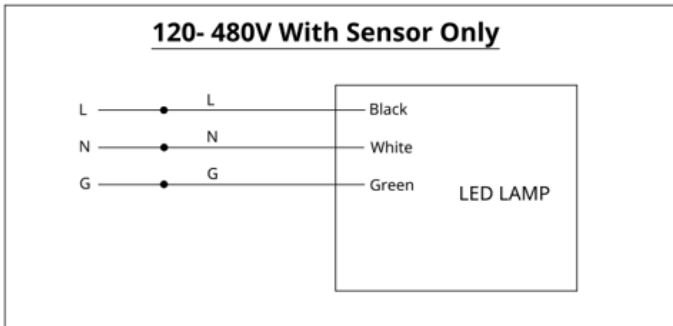 120- 480V With Sensor Only
L L Black
N N White
G G Green
LED LAMP